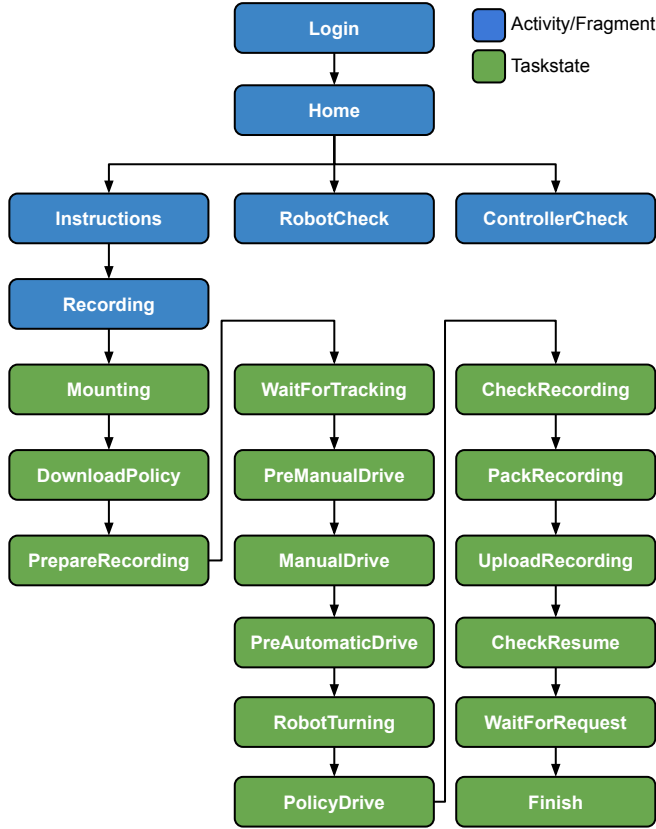 Login
Activity/Fragment
Taskstate
Home
Instructions
RobotCheck
ControllerCheck
Recording
Mounting
DownloadPolicy
PrepareRecording
WaitForTracking
PreManualDrive
ManualDrive
PreAutomaticDrive
RobotTurning
PolicyDrive
CheckRecording
PackRecording
UploadRecording
CheckResume
WaitForRequest
Finish